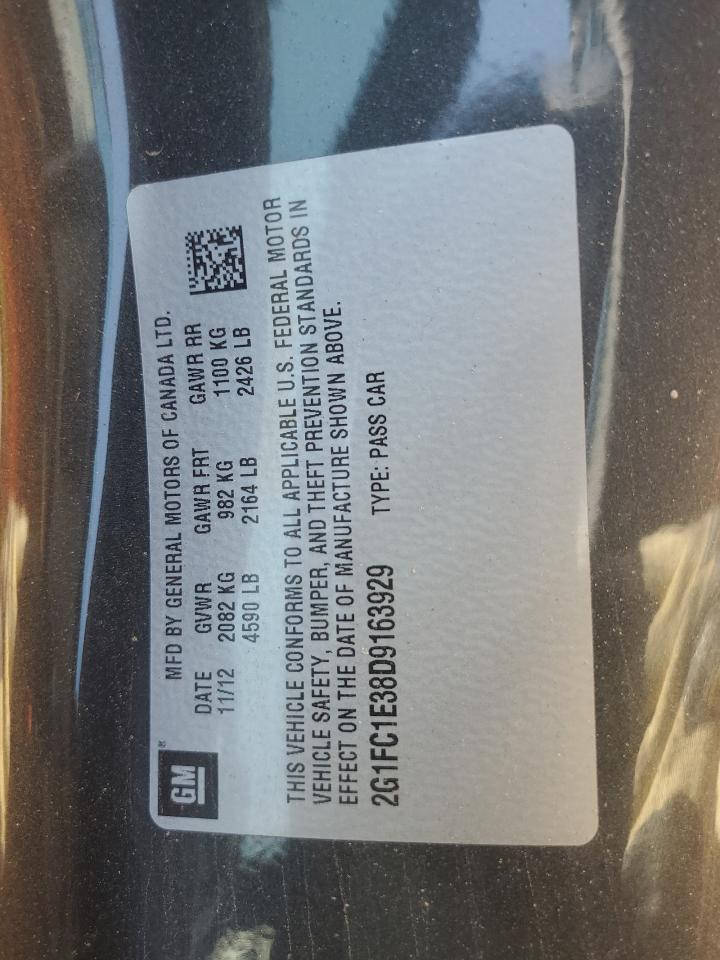 GM ®
MFD BY GENERAL MOTORS OF CANADA LTD.
DATE GVWR GAWR FRT GAWR RR
11/12 2082 KG 982 KG 1100 KG
4590 LB 2164 LB 2426 LB
THIS VEHICLE CONFORMS TO ALL APPLICABLE U.S. FEDERAL MOTOR
VEHICLE SAFETY, BUMPER, AND THEFT PREVENTION STANDARDS IN
EFFECT ON THE DATE OF MANUFACTURE SHOWN ABOVE.
2G1FC1E38D9163929 TYPE: PASS CAR